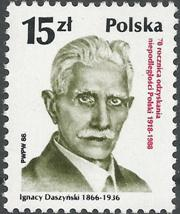 15zł Polska
70 rocznica odzyskania
niepodległości Polski 1918-1988
PWPW 88
Ignacy Daszyński 1866-1936